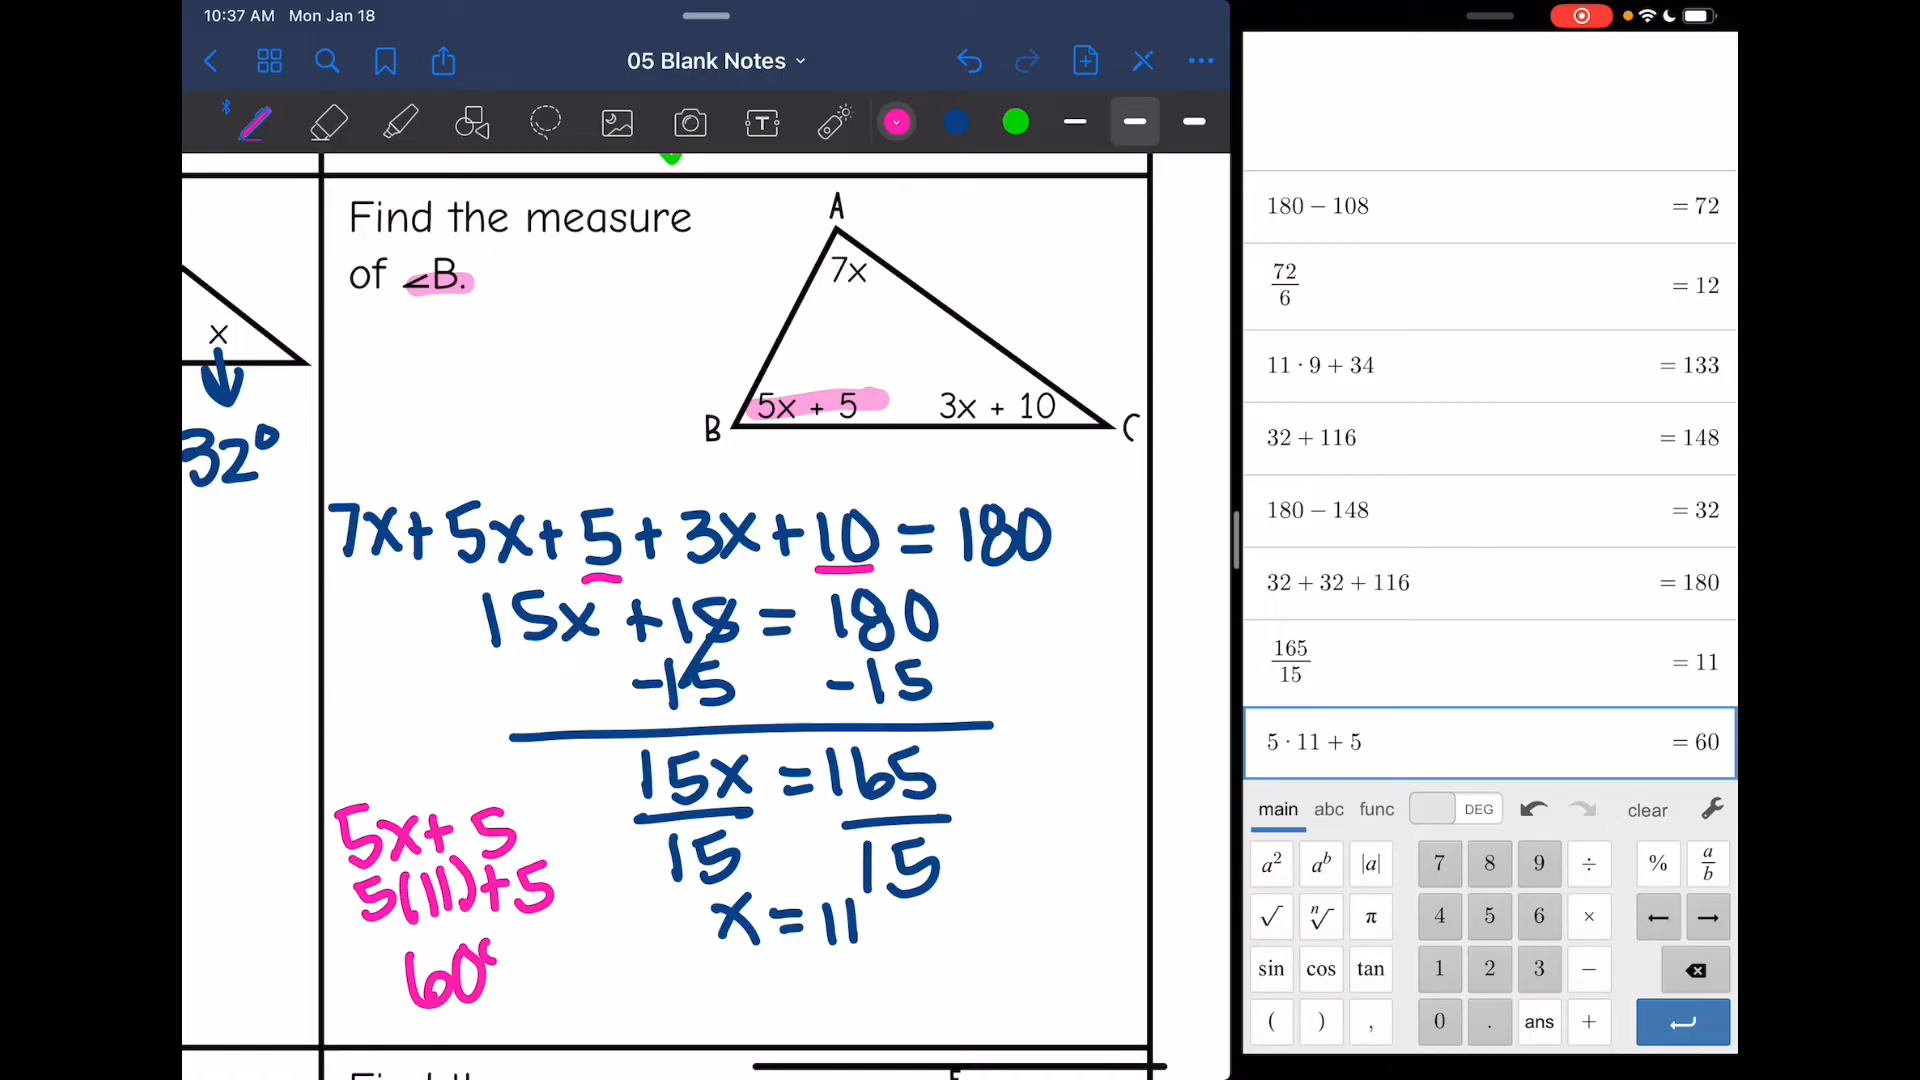 10:37 AM Mon Jan 18
05 Blank Notes
T
Find the measure
of ∠B.
A
7x
5x + 5
3x + 10
B
C
x
32°
7x + 5x + 5 + 3x + 10 = 180
15x + 15 = 180
-15 -15
15x = 165
15 15
x = 11
5x + 5
5(11) + 5
60°
180 − 108 = 72
72/6 = 12
11 · 9 + 34 = 133
32 + 116 = 148
180 − 148 = 32
32 + 32 + 116 = 180
165/15 = 11
5 · 11 + 5 = 60
main abc func DEG clear
a² aᵇ |a| 7 8 9 ÷ % a/b
√ ⁿ√ π 4 5 6 × ← →
sin cos tan 1 2 3 −
( ) , 0 . ans +